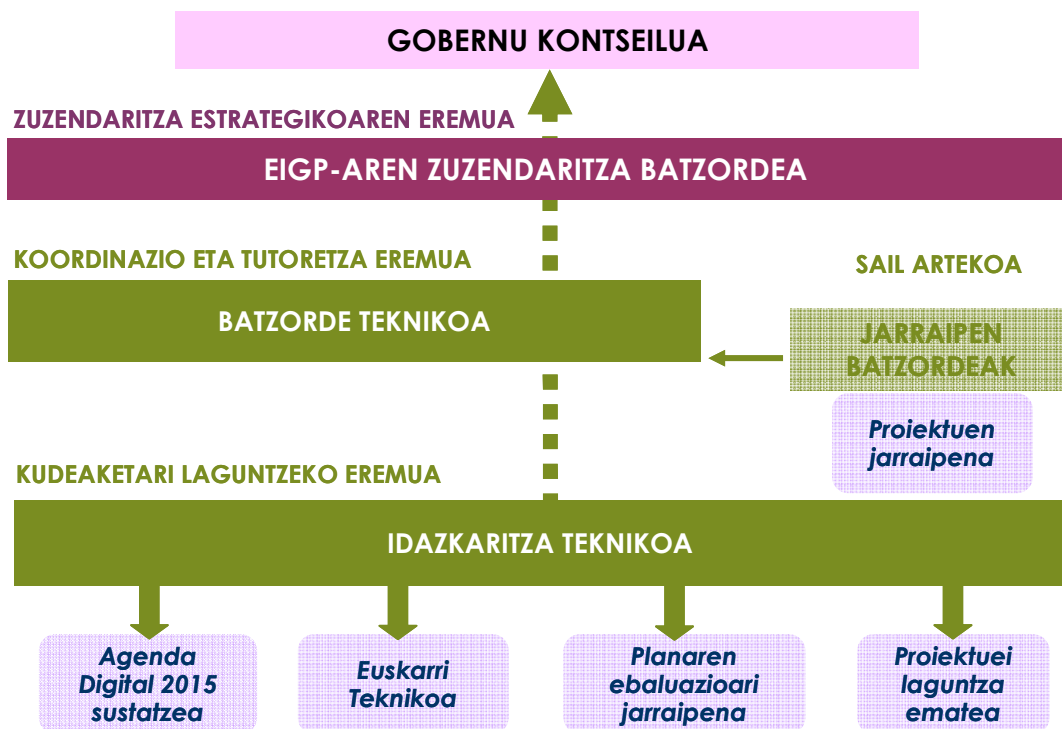 GOBERNU KONTSEILUA
ZUZENDARITZA ESTRATEGIKOAREN EREMUA
EIGP-AREN ZUZENDARITZA BATZORDEA
KOORDINAZIO ETA TUTORETZA EREMUA
SAIL ARTEKOA
BATZORDE TEKNIKOA
JARRAIPEN
BATZORDEAK
Proiektuen
jarraipena
KUDEAKETARI LAGUNTZEKO EREMUA
IDAZKARITZA TEKNIKOA
Agenda
Digital 2015
sustatzea
Euskarri
Teknikoa
Planaren
ebaluazioari
jarraipena
Proiektuei
laguntza
ematea